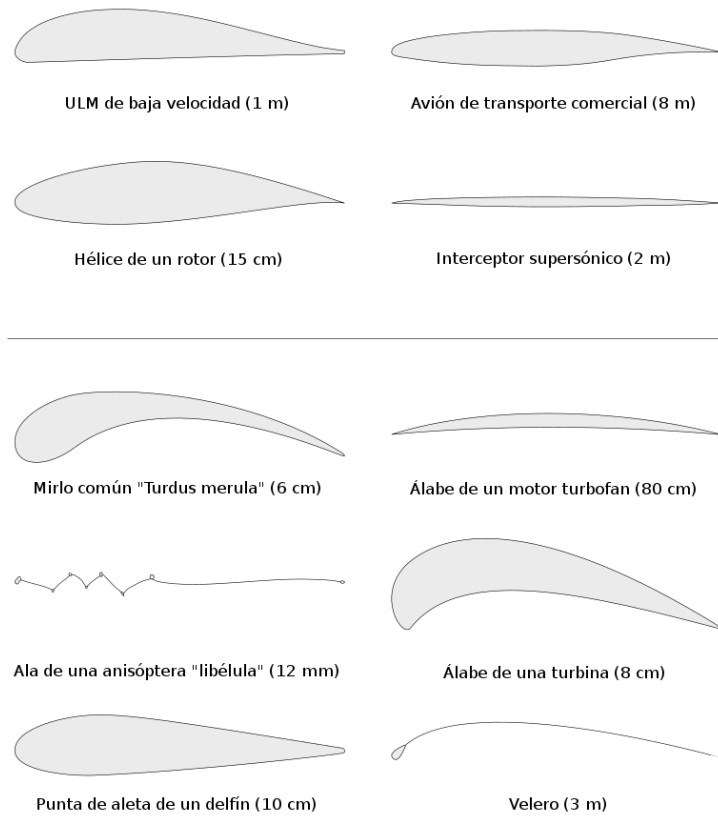 ULM de baja velocidad (1 m)
Avión de transporte comercial (8 m)
Hélice de un rotor (15 cm)
Interceptor supersónico (2 m)
Mirlo común "Turdus merula" (6 cm)
Álabe de un motor turbofan (80 cm)
Ala de una anisóptera "libélula" (12 mm)
Álabe de una turbina (8 cm)
Punta de aleta de un delfín (10 cm)
Velero (3 m)